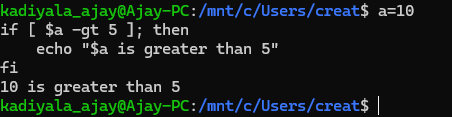 kadiyala_ajay@Ajay-PC:/mnt/c/Users/creat$ a=10
if [ $a -gt 5 ]; then
    echo "$a is greater than 5"
fi
10 is greater than 5
kadiyala_ajay@Ajay-PC:/mnt/c/Users/creat$